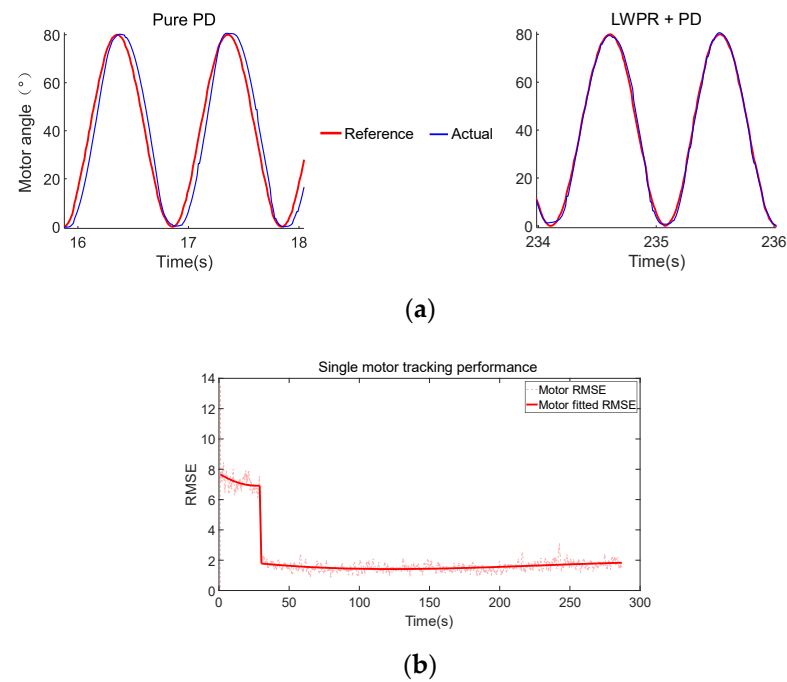 Pure PD
LWPR + PD
80
60
40
20
0
Motor angle (°)
16
17
18
Time(s)
Reference
Actual
80
60
40
20
0
234
235
236
Time(s)
(a)
Single motor tracking performance
14
12
10
8
6
4
2
0
RMSE
Motor RMSE
Motor fitted RMSE
0
50
100
150
200
250
300
Time(s)
(b)